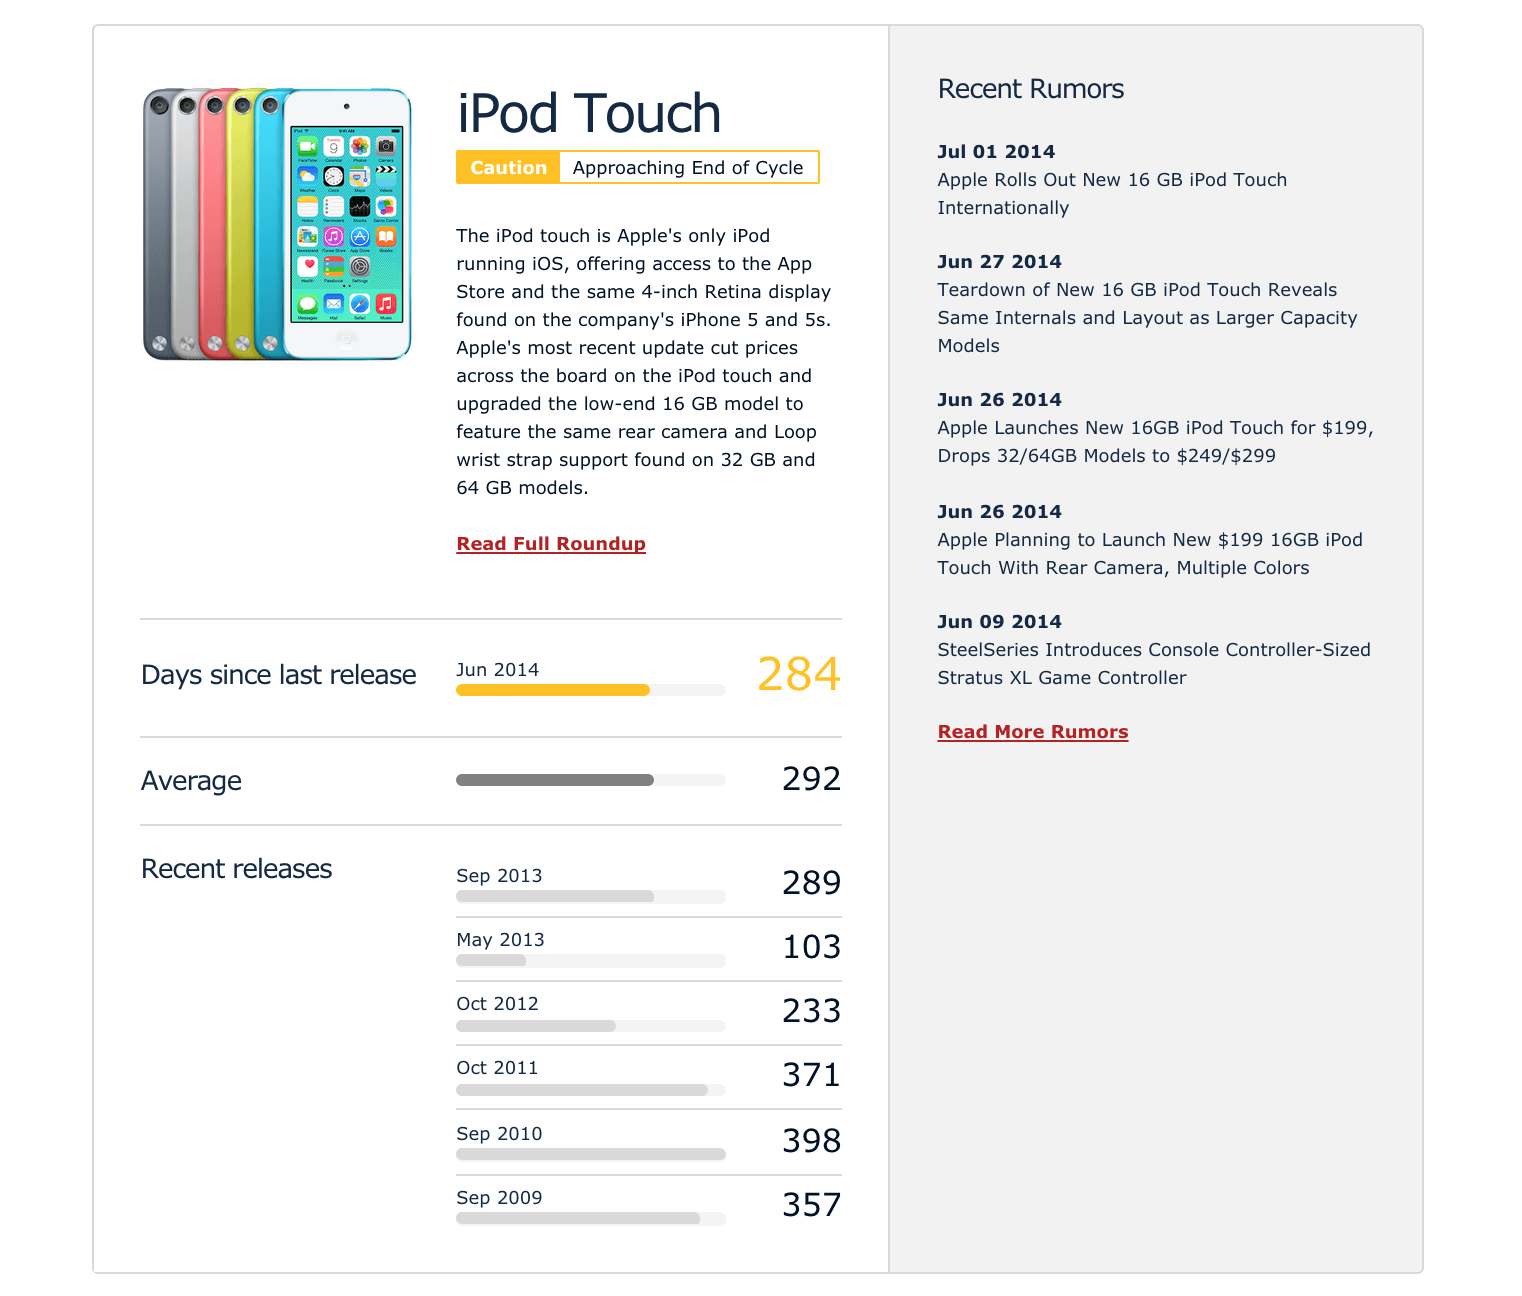 iPod Touch
Caution Approaching End of Cycle
The iPod touch is Apple's only iPod
running iOS, offering access to the App
Store and the same 4-inch Retina display
found on the company's iPhone 5 and 5s.
Apple's most recent update cut prices
across the board on the iPod touch and
upgraded the low-end 16 GB model to
feature the same rear camera and Loop
wrist strap support found on 32 GB and
64 GB models.
Read Full Roundup
Days since last release
Jun 2014
284
Average
292
Recent releases
Sep 2013
289
May 2013
103
Oct 2012
233
Oct 2011
371
Sep 2010
398
Sep 2009
357
Recent Rumors
Jul 01 2014
Apple Rolls Out New 16 GB iPod Touch
Internationally
Jun 27 2014
Teardown of New 16 GB iPod Touch Reveals
Same Internals and Layout as Larger Capacity
Models
Jun 26 2014
Apple Launches New 16GB iPod Touch for $199,
Drops 32/64GB Models to $249/$299
Jun 26 2014
Apple Planning to Launch New $199 16GB iPod
Touch With Rear Camera, Multiple Colors
Jun 09 2014
SteelSeries Introduces Console Controller-Sized
Stratus XL Game Controller
Read More Rumors